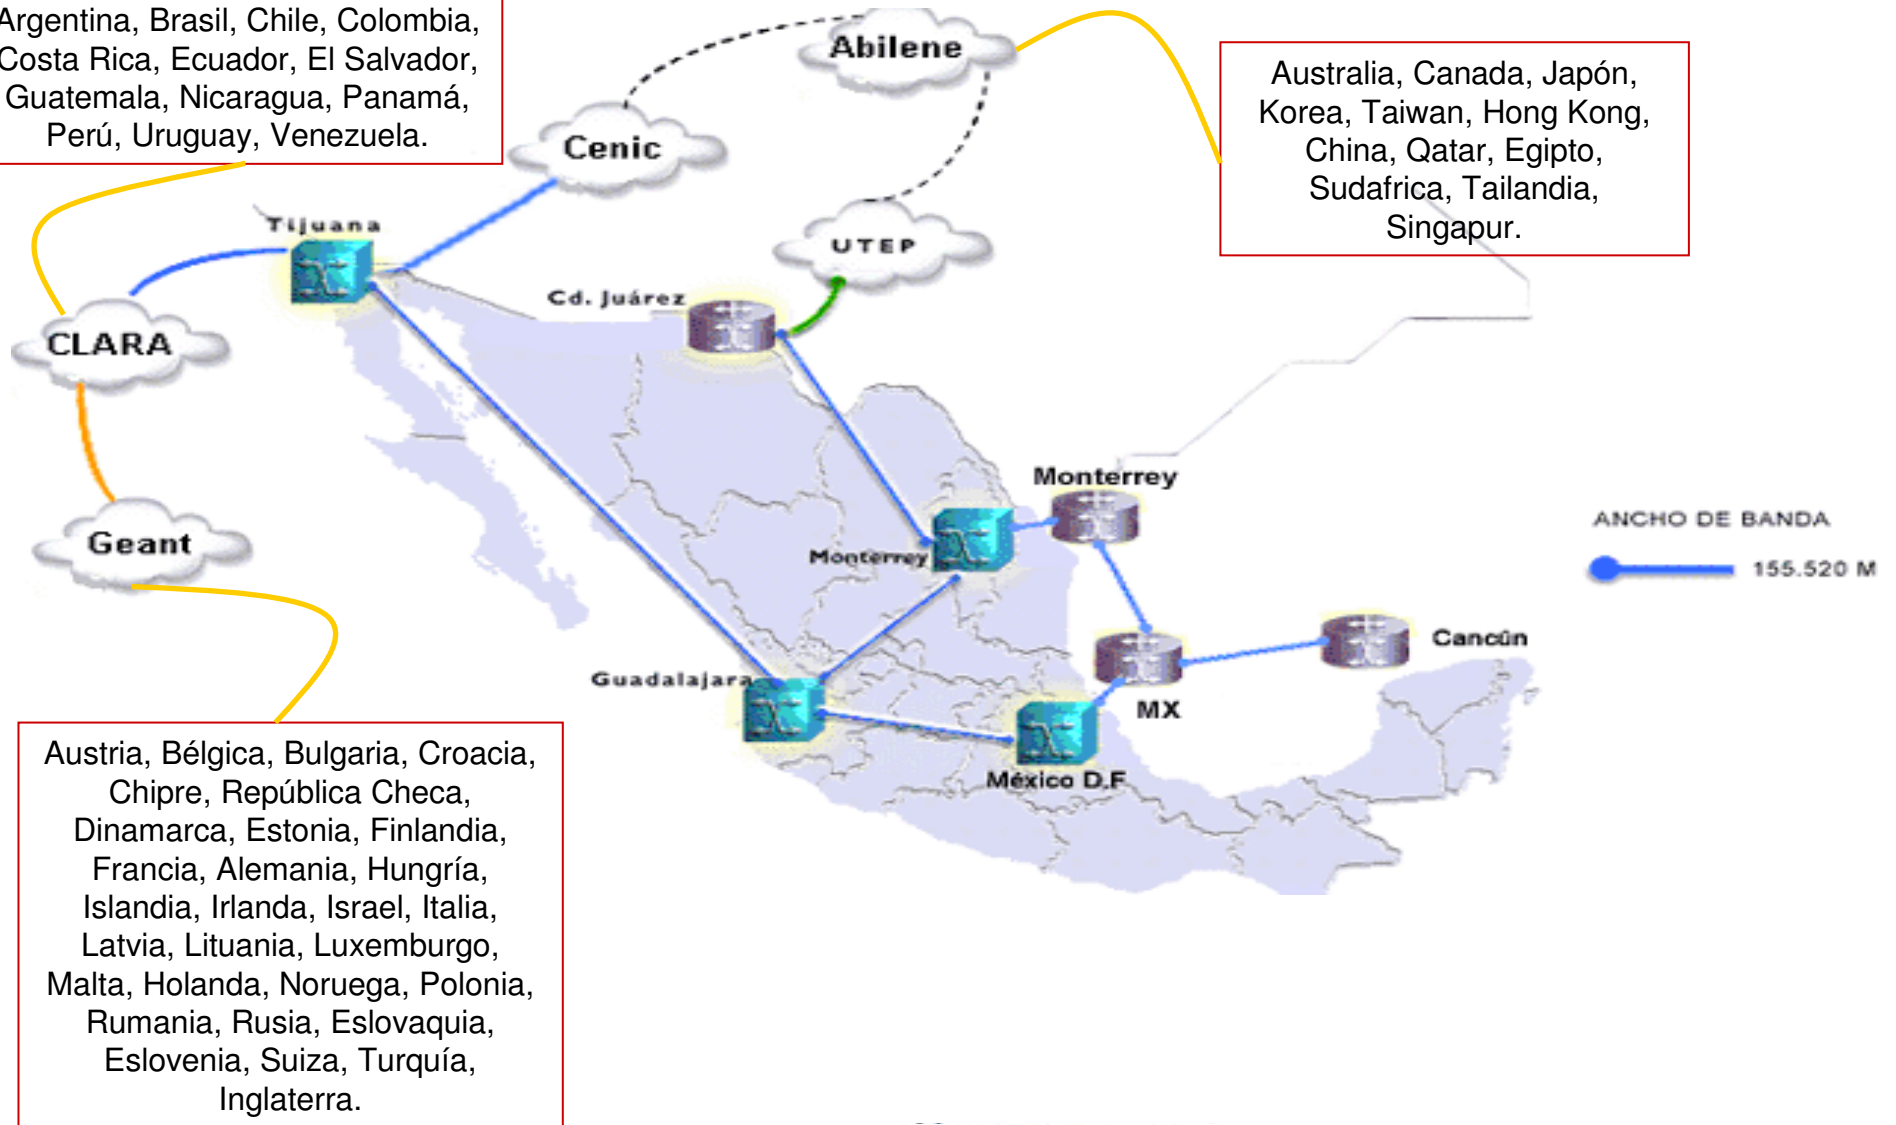 Argentina, Brasil, Chile, Colombia,
Costa Rica, Ecuador, El Salvador,
Guatemala, Nicaragua, Panamá,
Perú, Uruguay, Venezuela.
Abilene
Australia, Canada, Japón,
Korea, Taiwan, Hong Kong,
China, Qatar, Egipto,
Sudafrica, Tailandia,
Singapur.
Cenic
Tijuana
UTEP
Cd. Juárez
CLARA
Monterrey
Geant
Monterrey
ANCHO DE BANDA
155.520 M
Cancún
Guadalajara
MX
México D.F
Austria, Bélgica, Bulgaria, Croacia,
Chipre, República Checa,
Dinamarca, Estonia, Finlandia,
Francia, Alemania, Hungría,
Islandia, Irlanda, Israel, Italia,
Latvia, Lituania, Luxemburgo,
Malta, Holanda, Noruega, Polonia,
Rumania, Rusia, Eslovaquia,
Eslovenia, Suiza, Turquía,
Inglaterra.